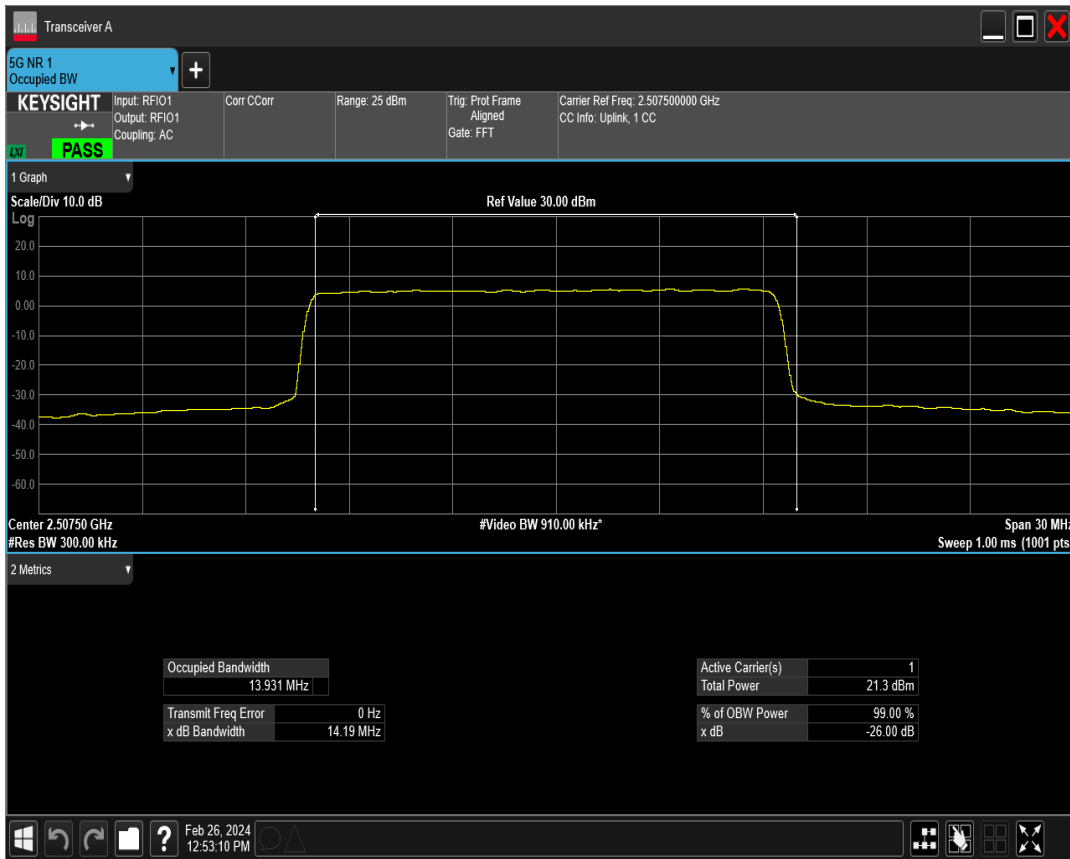 Transceiver A
5G NR 1
Occupied BW
KEYSIGHT
LXI
PASS
Input: RFIO1
Output: RFIO1
Coupling: AC
Corr CCorr
Range: 25 dBm
Trig: Prot Frame
Aligned
Gate: FFT
Carrier Ref Freq: 2.507500000 GHz
CC Info: Uplink, 1 CC
1 Graph
Scale/Div 10.0 dB
Ref Value 30.00 dBm
Log
20.0
10.0
0.00
-10.0
-20.0
-30.0
-40.0
-50.0
-60.0
Center 2.50750 GHz
#Video BW 910.00 kHz*
Span 30 MHz
#Res BW 300.00 kHz
Sweep 1.00 ms (1001 pts
2 Metrics
Occupied Bandwidth
13.931 MHz
Transmit Freq Error 0 Hz
x dB Bandwidth 14.19 MHz
Active Carrier(s) 1
Total Power 21.3 dBm
% of OBW Power 99.00 %
x dB -26.00 dB
?
Feb 26, 2024
12:53:10 PM